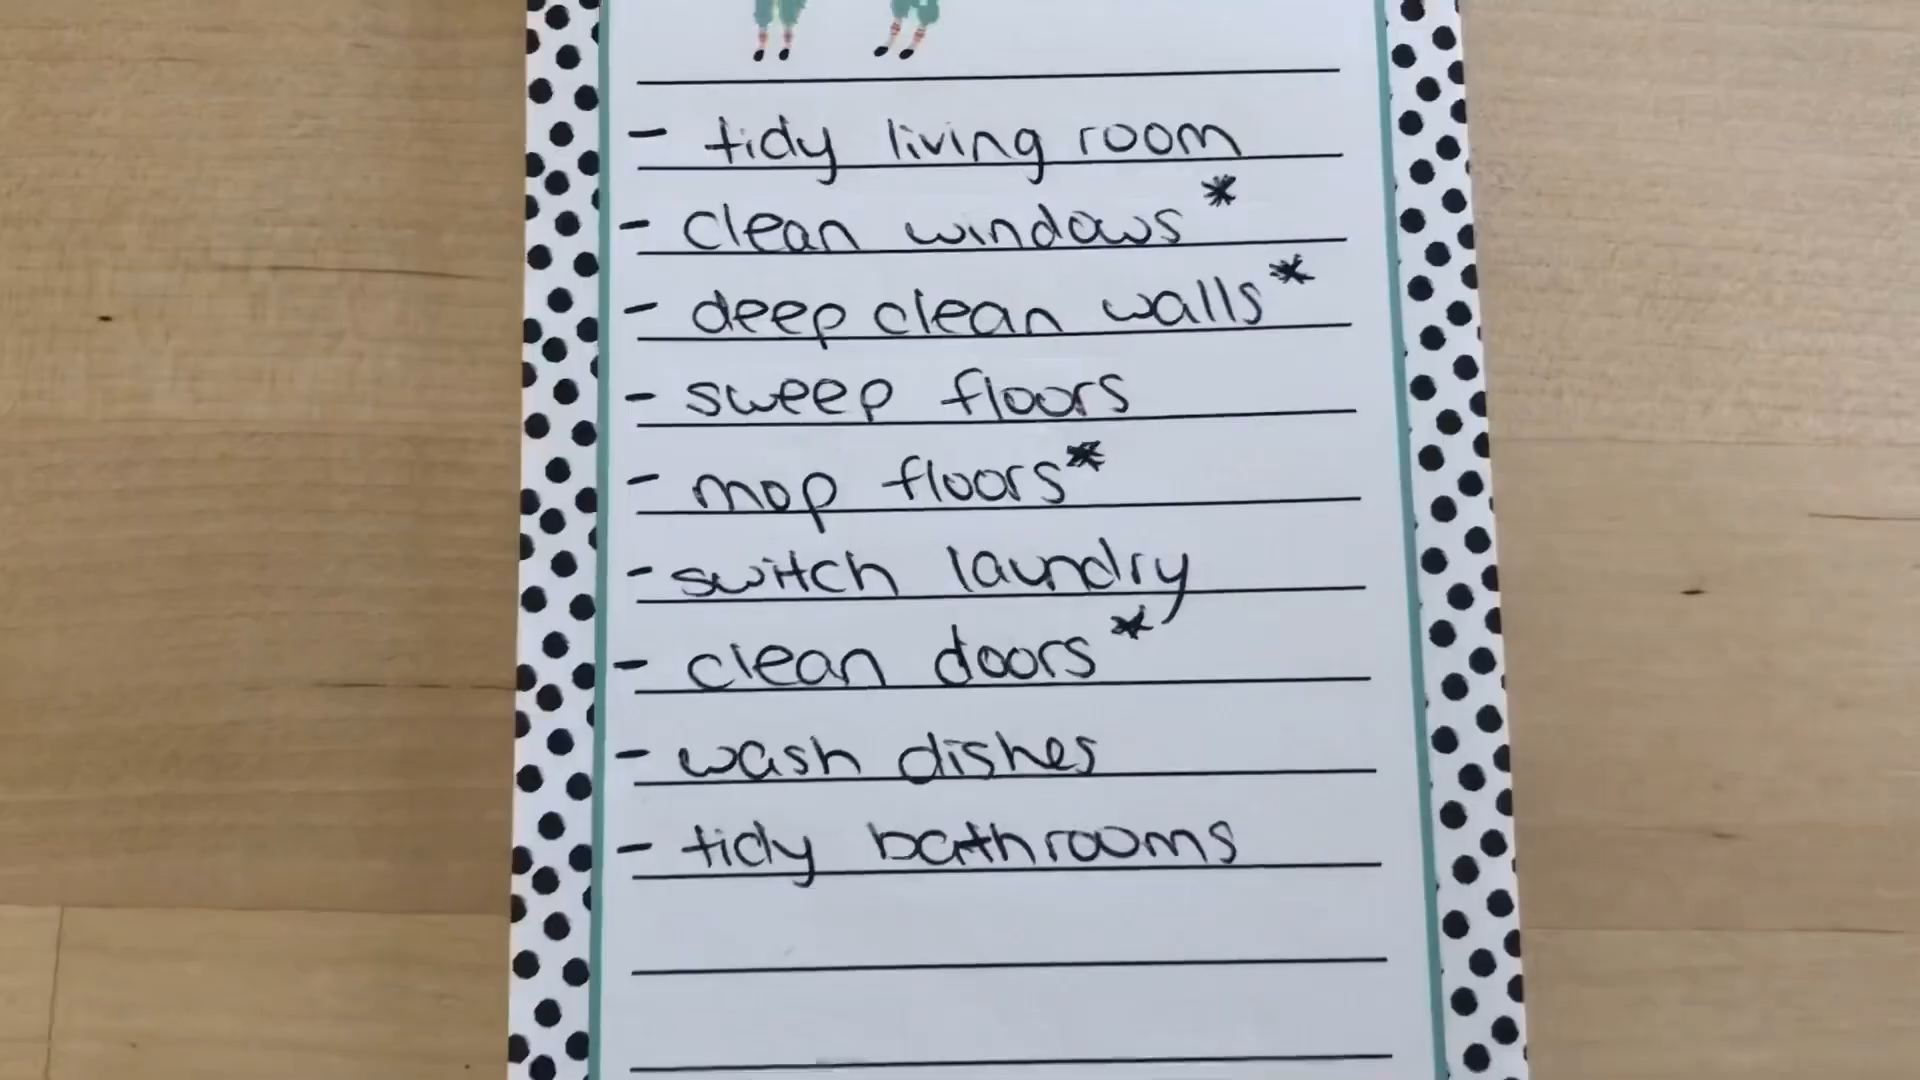 - tidy living room
- clean windows*
- deep clean walls*
- sweep floors
- mop floors*
- switch laundry
- clean doors*
- wash dishes
- tidy bathrooms